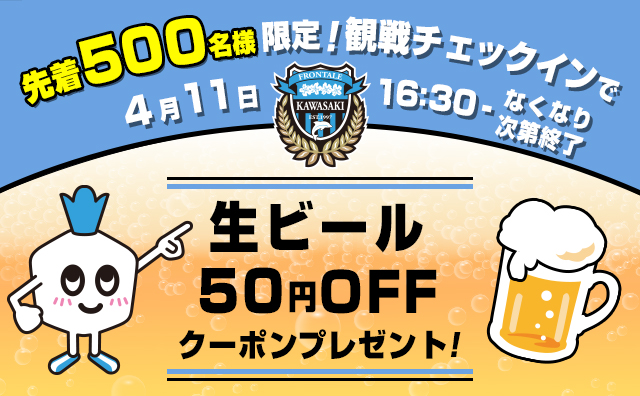 先着500名様限定！観戦チェックインで
4月11日
FRONTALE
KAWASAKI
EST.1997
16:30-
なくなり
次第終了
生ビール
50円OFF
クーポンプレゼント！